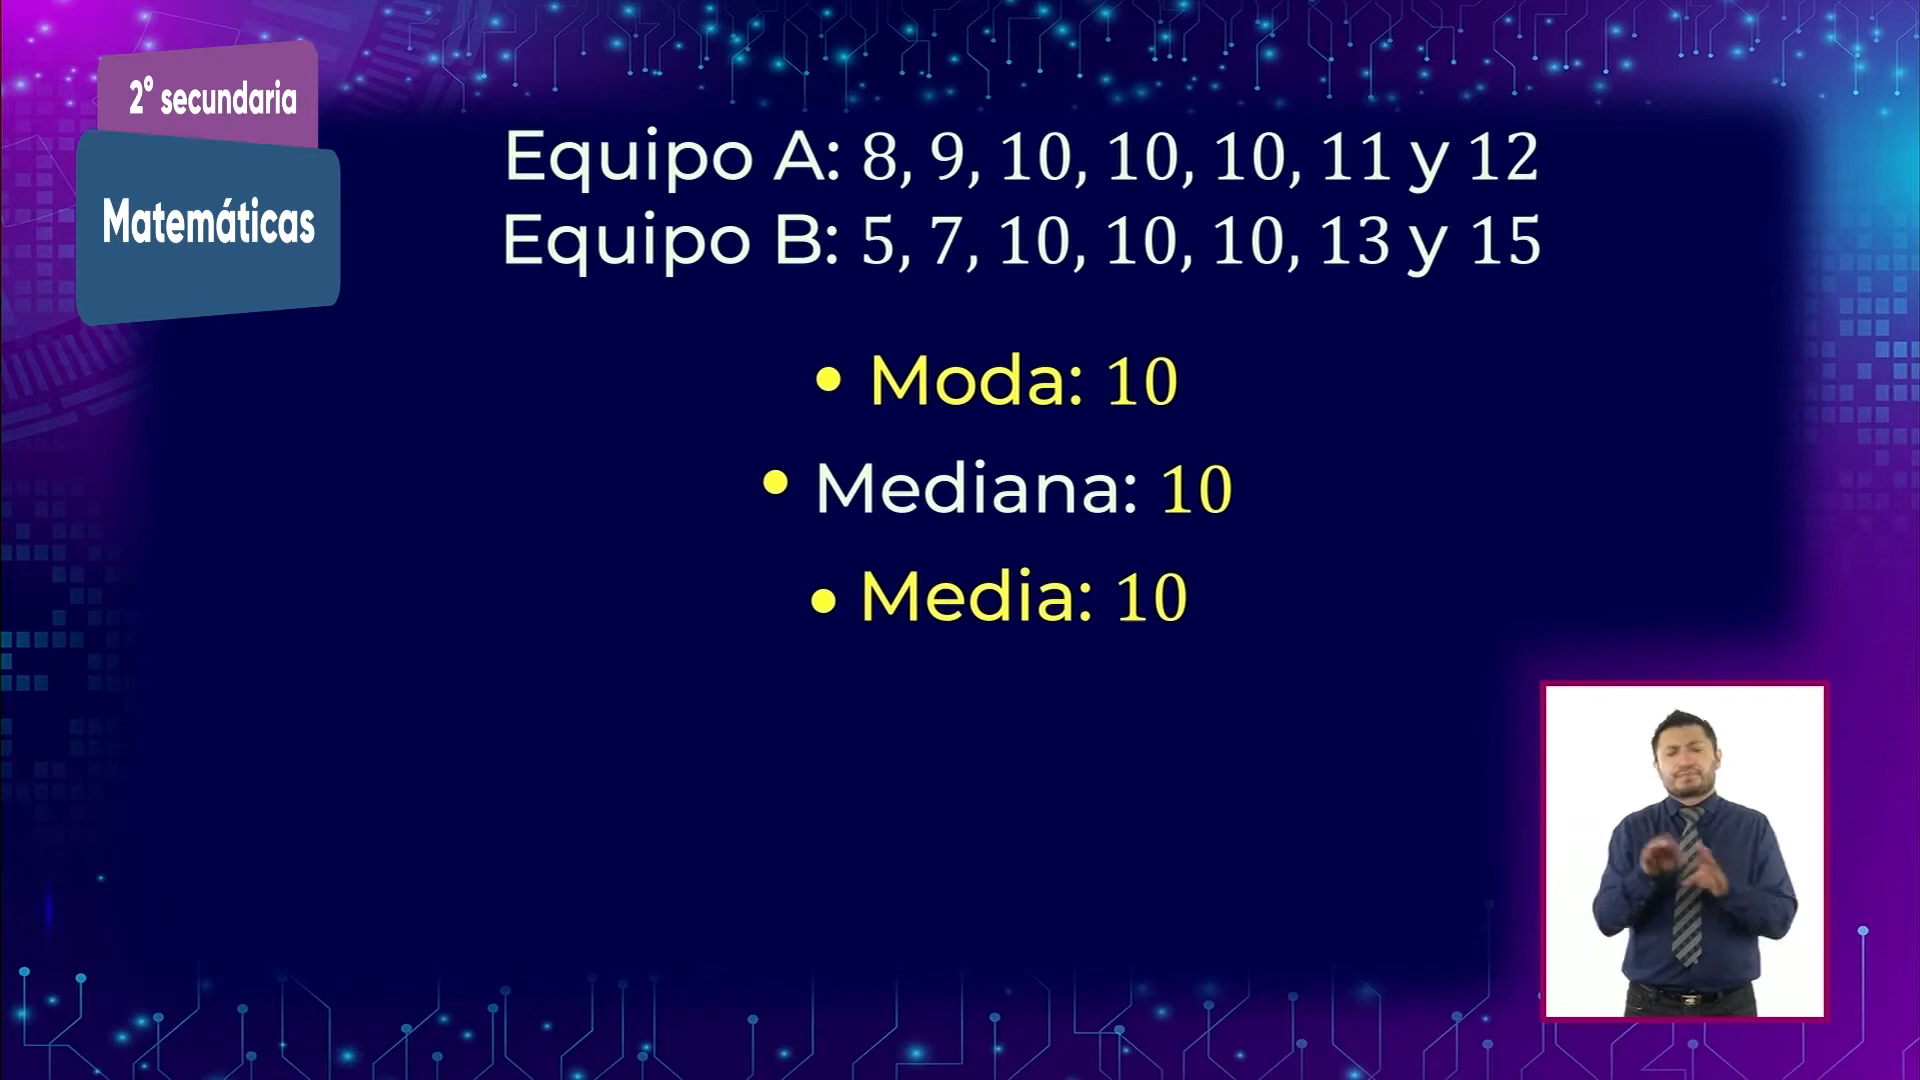 2° secundaria
Matemáticas
Equipo A: 8, 9, 10, 10, 10, 11 y 12
Equipo B: 5, 7, 10, 10, 10, 13 y 15
• Moda: 10
• Mediana: 10
• Media: 10